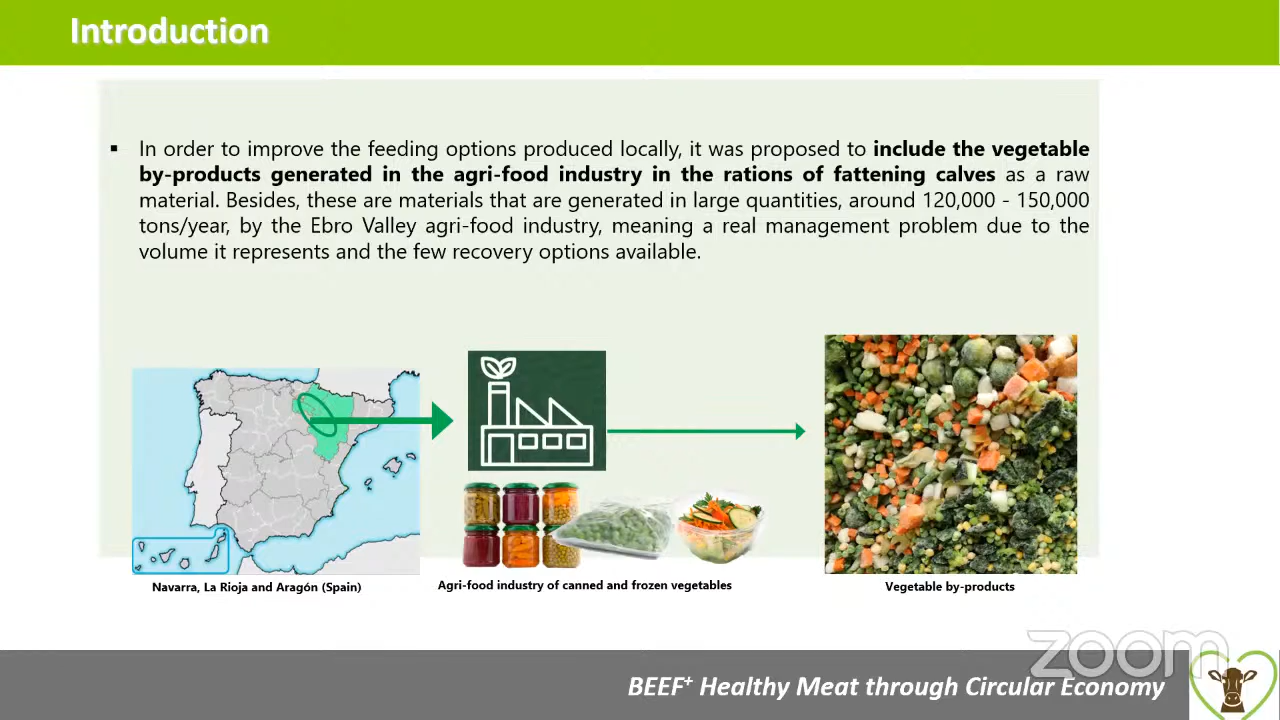 Introduction
▪ In order to improve the feeding options produced locally, it was proposed to include the vegetable
by-products generated in the agri-food industry in the rations of fattening calves as a raw
material. Besides, these are materials that are generated in large quantities, around 120,000 - 150,000
tons/year, by the Ebro Valley agri-food industry, meaning a real management problem due to the
volume it represents and the few recovery options available.
Navarra, La Rioja and Aragón (Spain)
Agri-food industry of canned and frozen vegetables
Vegetable by-products
zoom
BEEF+ Healthy Meat through Circular Economy